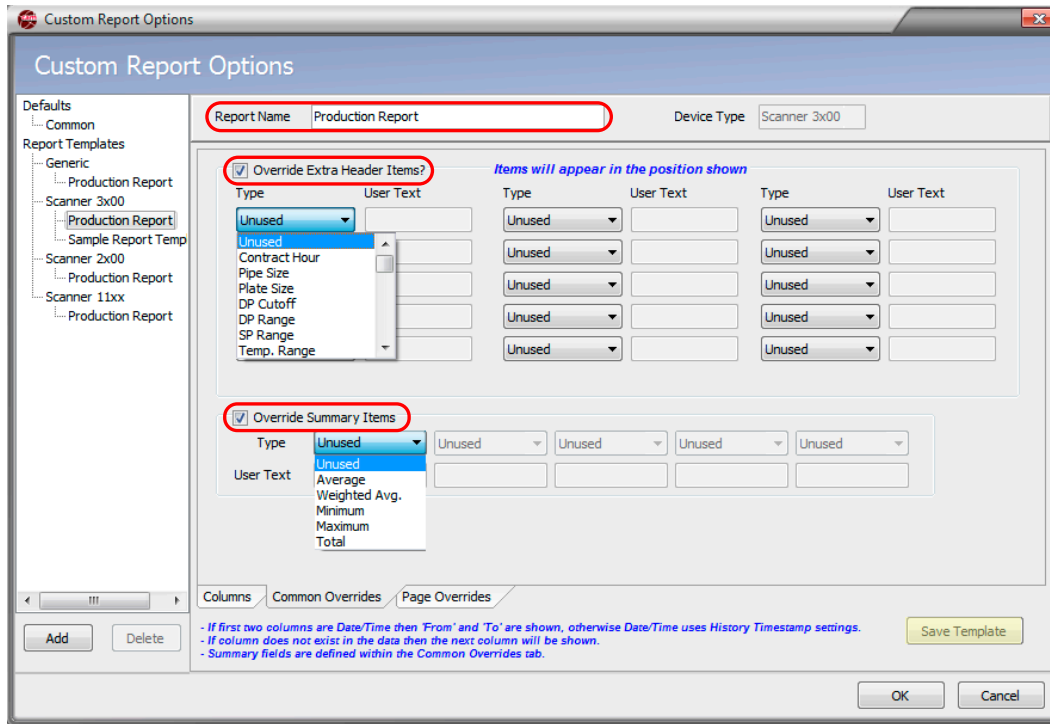 Custom Report Options
Custom Report Options
Defaults
Common
Report Templates
Generic
Production Report
Scanner 3x00
Production Report
Sample Report Temp
Scanner 2x00
Production Report
Scanner 11xx
Production Report
Add Delete
Report Name Production Report Device Type Scanner 3x00
Override Extra Header Items? Items will appear in the position shown
Type User Text Type User Text Type User Text
Unused Unused Unused
Unused Unused
Unused Unused
Unused Unused
Unused Unused
Unused
Contract Hour
Pipe Size
Plate Size
DP Cutoff
DP Range
SP Range
Temp. Range
Override Summary Items
Type Unused Unused Unused Unused Unused
User Text
Unused
Average
Weighted Avg.
Minimum
Maximum
Total
Columns Common Overrides Page Overrides
- If first two columns are Date/Time then 'From' and 'To' are shown, otherwise Date/Time uses History Timestamp settings.
- If column does not exist in the data then the next column will be shown.
- Summary fields are defined within the Common Overrides tab.
Save Template
OK Cancel